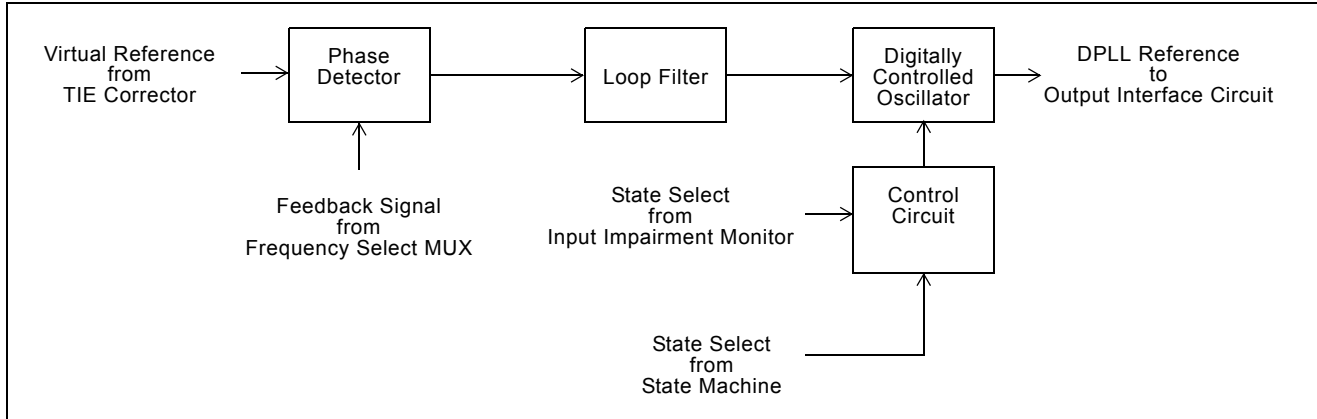 Virtual Reference
from
TIE Corrector
Phase
Detector
Loop Filter
Digitally
Controlled
Oscillator
DPLL Reference
to
Output Interface Circuit
Feedback Signal
from
Frequency Select MUX
State Select
from
Input Impairment Monitor
Control
Circuit
State Select
from
State Machine